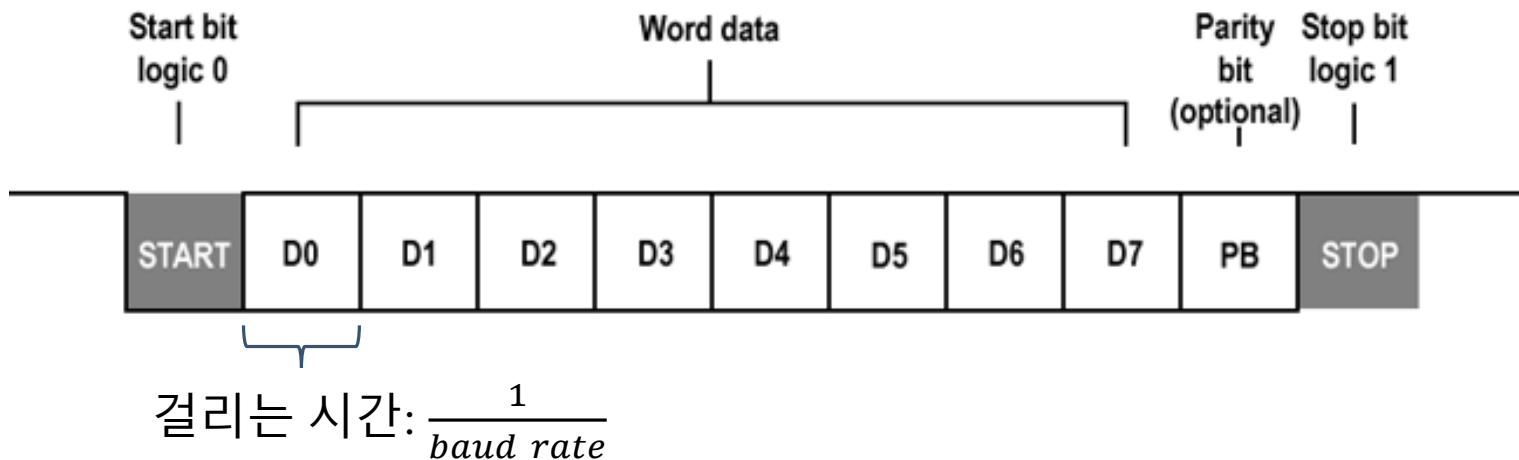 Start bit
logic 0
Word data
Parity
bit
(optional)
Stop bit
logic 1
START D0 D1 D2 D3 D4 D5 D6 D7 PB STOP
걸리는 시간: 1/baud rate